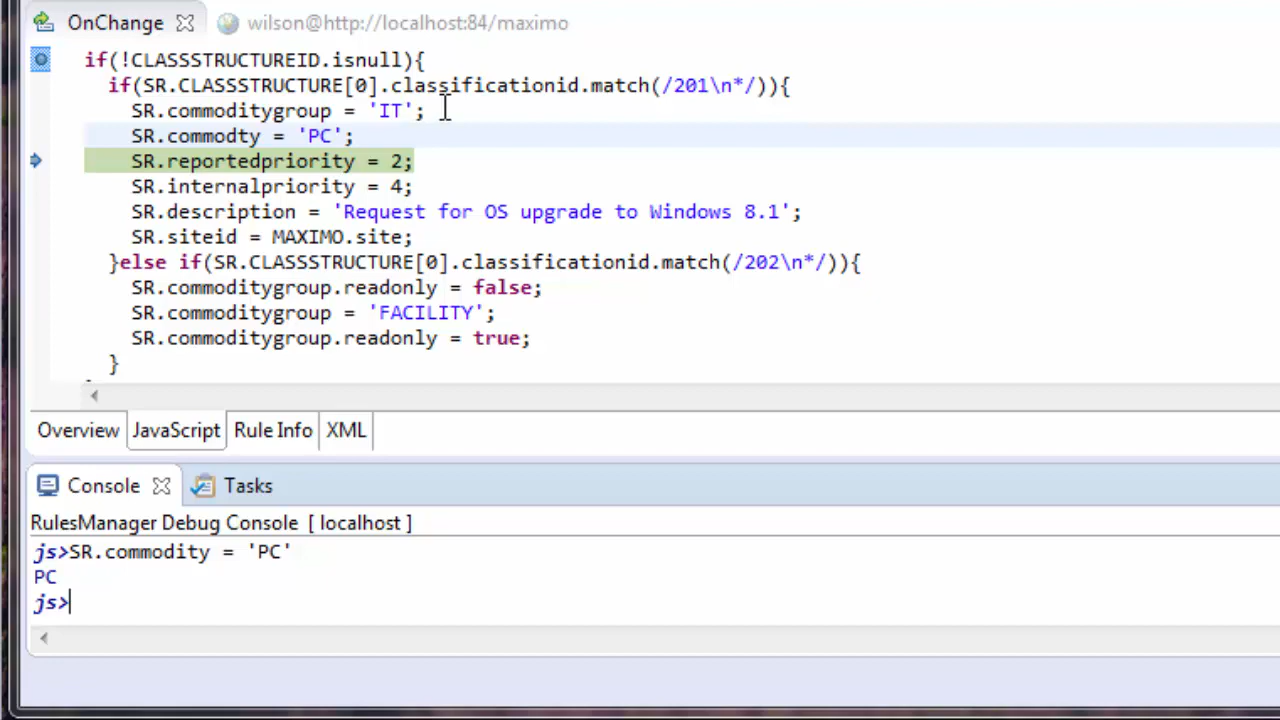 OnChange wilson@http://localhost:84/maximo
if(!CLASSSTRUCTUREID.isnull){
if(SR.CLASSSTRUCTURE[0].classificationid.match(/201\n*/)){
SR.commoditygroup = 'IT';
SR.commodty = 'PC';
SR.reportedpriority = 2;
SR.internalpriority = 4;
SR.description = 'Request for OS upgrade to Windows 8.1';
SR.siteid = MAXIMO.site;
}else if(SR.CLASSSTRUCTURE[0].classificationid.match(/202\n*/)){
SR.commoditygroup.readonly = false;
SR.commoditygroup = 'FACILITY';
SR.commoditygroup.readonly = true;
}
Overview JavaScript Rule Info XML
Console Tasks
RulesManager Debug Console [ localhost ]
js>SR.commodity = 'PC'
PC
js>